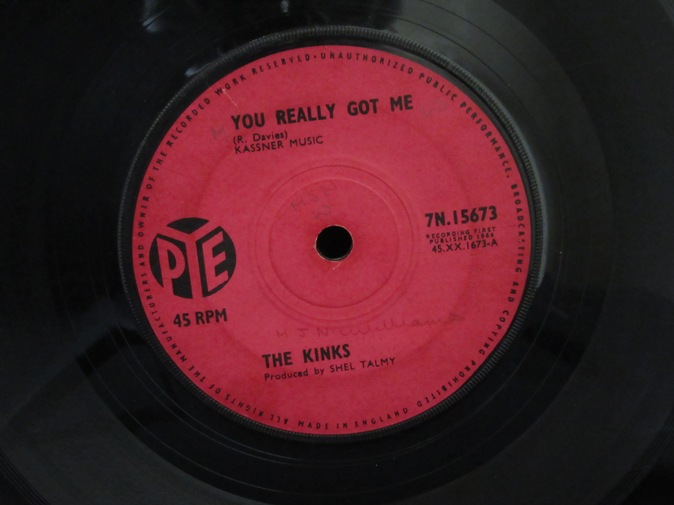 ALL RIGHTS OF THE MANUFACTURERS AND OWNER OF THE RECORDED WORK RESERVED · UNAUTHORIZED PUBLIC PERFORMANCE, BROADCASTING AND COPYING PROHIBITED
YOU REALLY GOT ME
(R. Davies)
KASSNER MUSIC
7N.15673
RECORDING FIRST
PUBLISHED 1964
45.XX.1673-A
PYE
45 RPM
H J N Williams
THE KINKS
Produced by SHEL TALMY
MADE IN ENGLAND